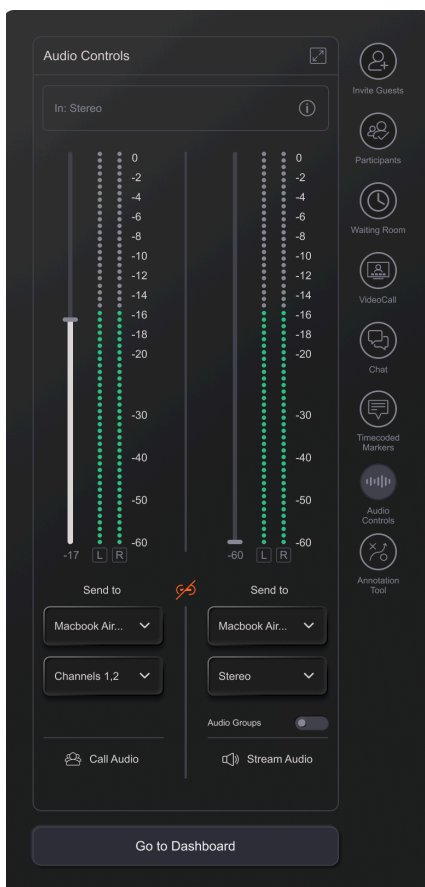 Audio Controls
In: Stereo
0
-2
-4
-6
-8
-10
-12
-14
-16
-18
-20
-30
-40
-50
-60
-17
L
R
0
-2
-4
-6
-8
-10
-12
-14
-16
-18
-20
-30
-40
-50
-60
-60
L
R
Send to
Macbook Air...
Channels 1,2
Call Audio
Send to
Macbook Air...
Stereo
Audio Groups
Stream Audio
Go to Dashboard
Invite Guests
Participants
Waiting Room
VideoCall
Chat
Timecoded
Markers
Audio
Controls
Annotation
Tool